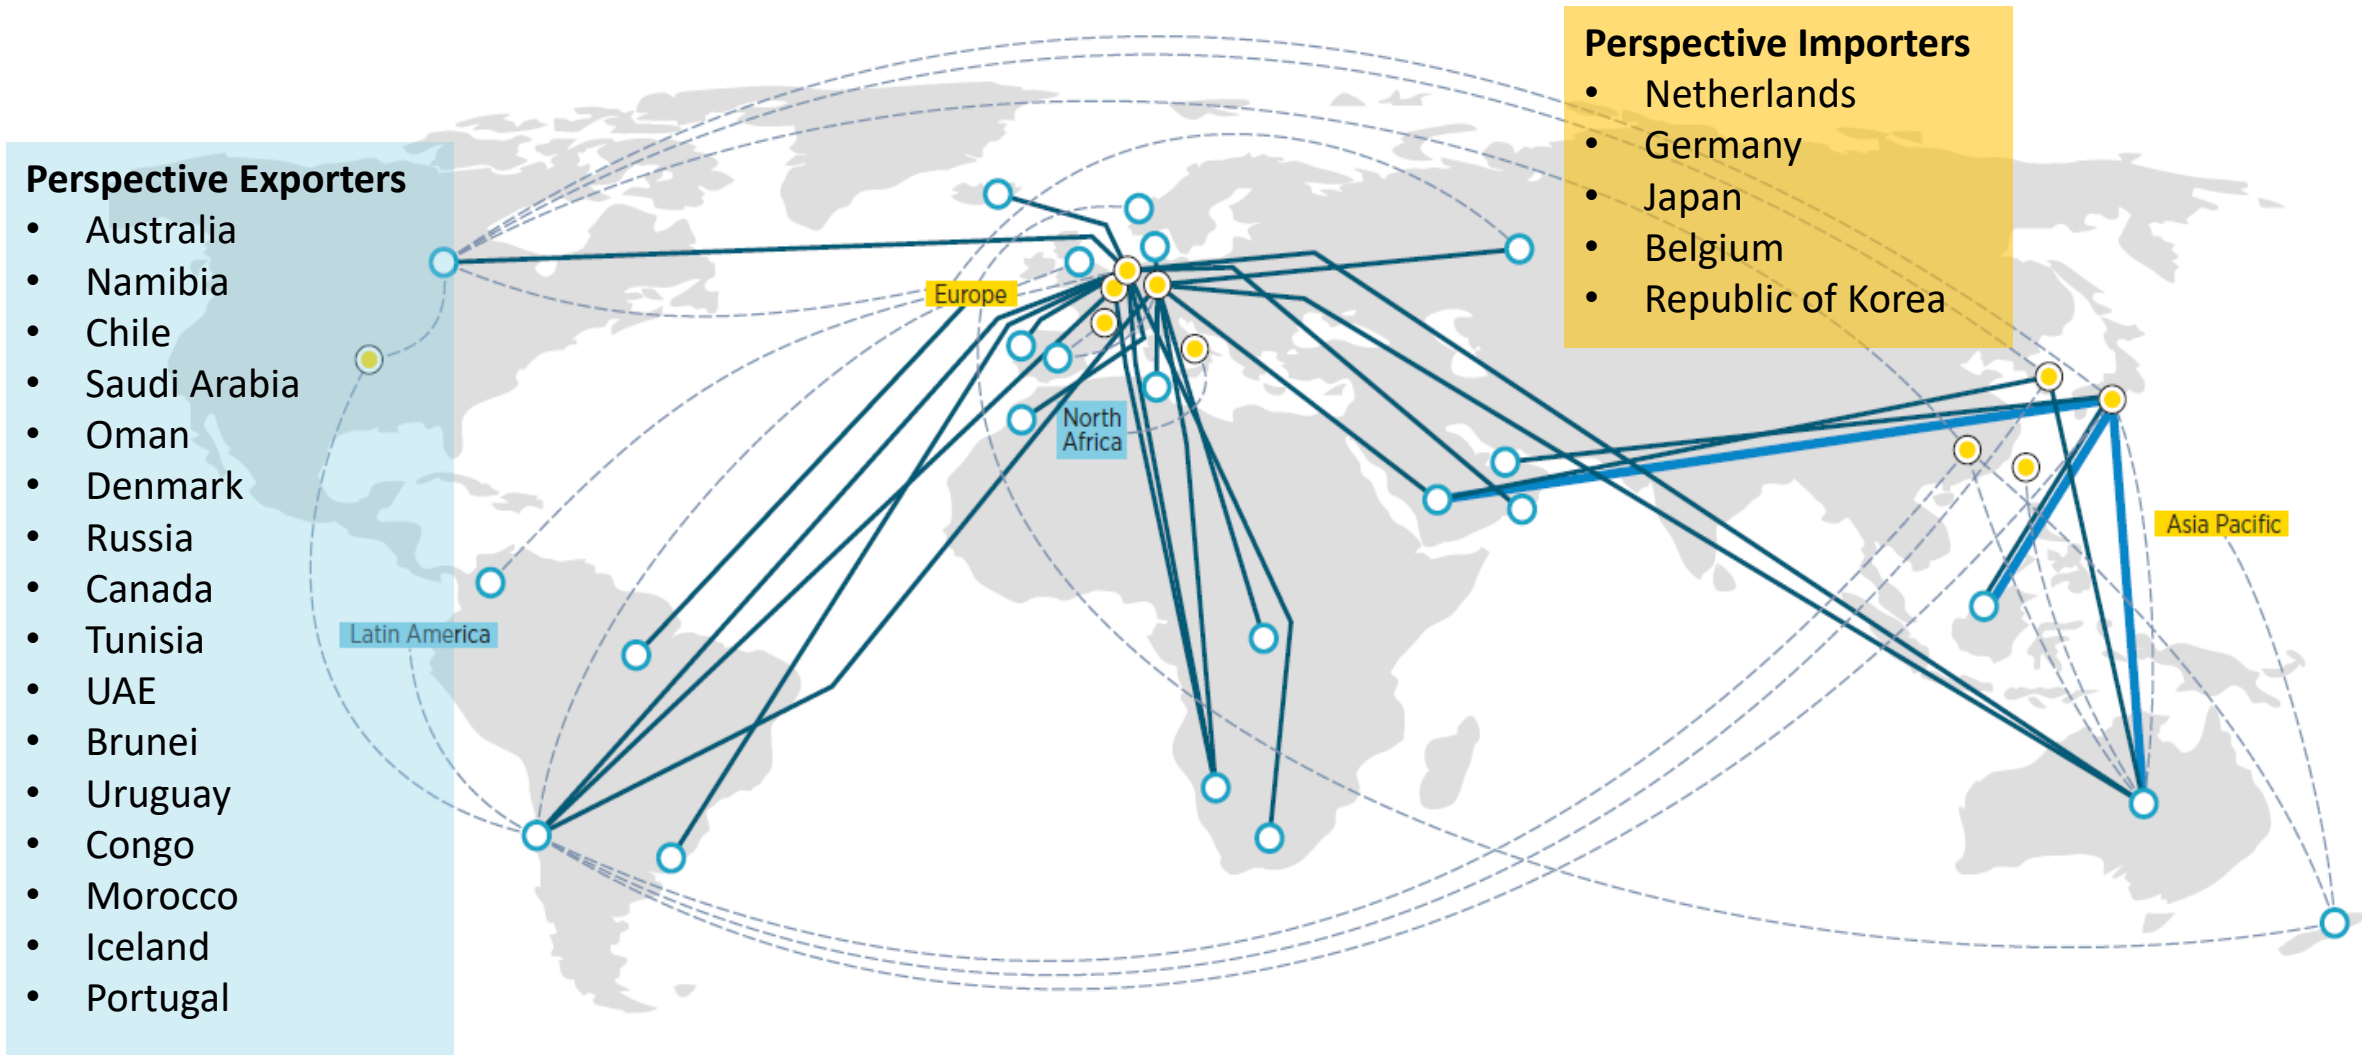 Perspective Exporters
• Australia
• Namibia
• Chile
• Saudi Arabia
• Oman
• Denmark
• Russia
• Canada
• Tunisia
• UAE
• Brunei
• Uruguay
• Congo
• Morocco
• Iceland
• Portugal
Perspective Importers
• Netherlands
• Germany
• Japan
• Belgium
• Republic of Korea
Europe
North
Africa
Latin America
Asia Pacific